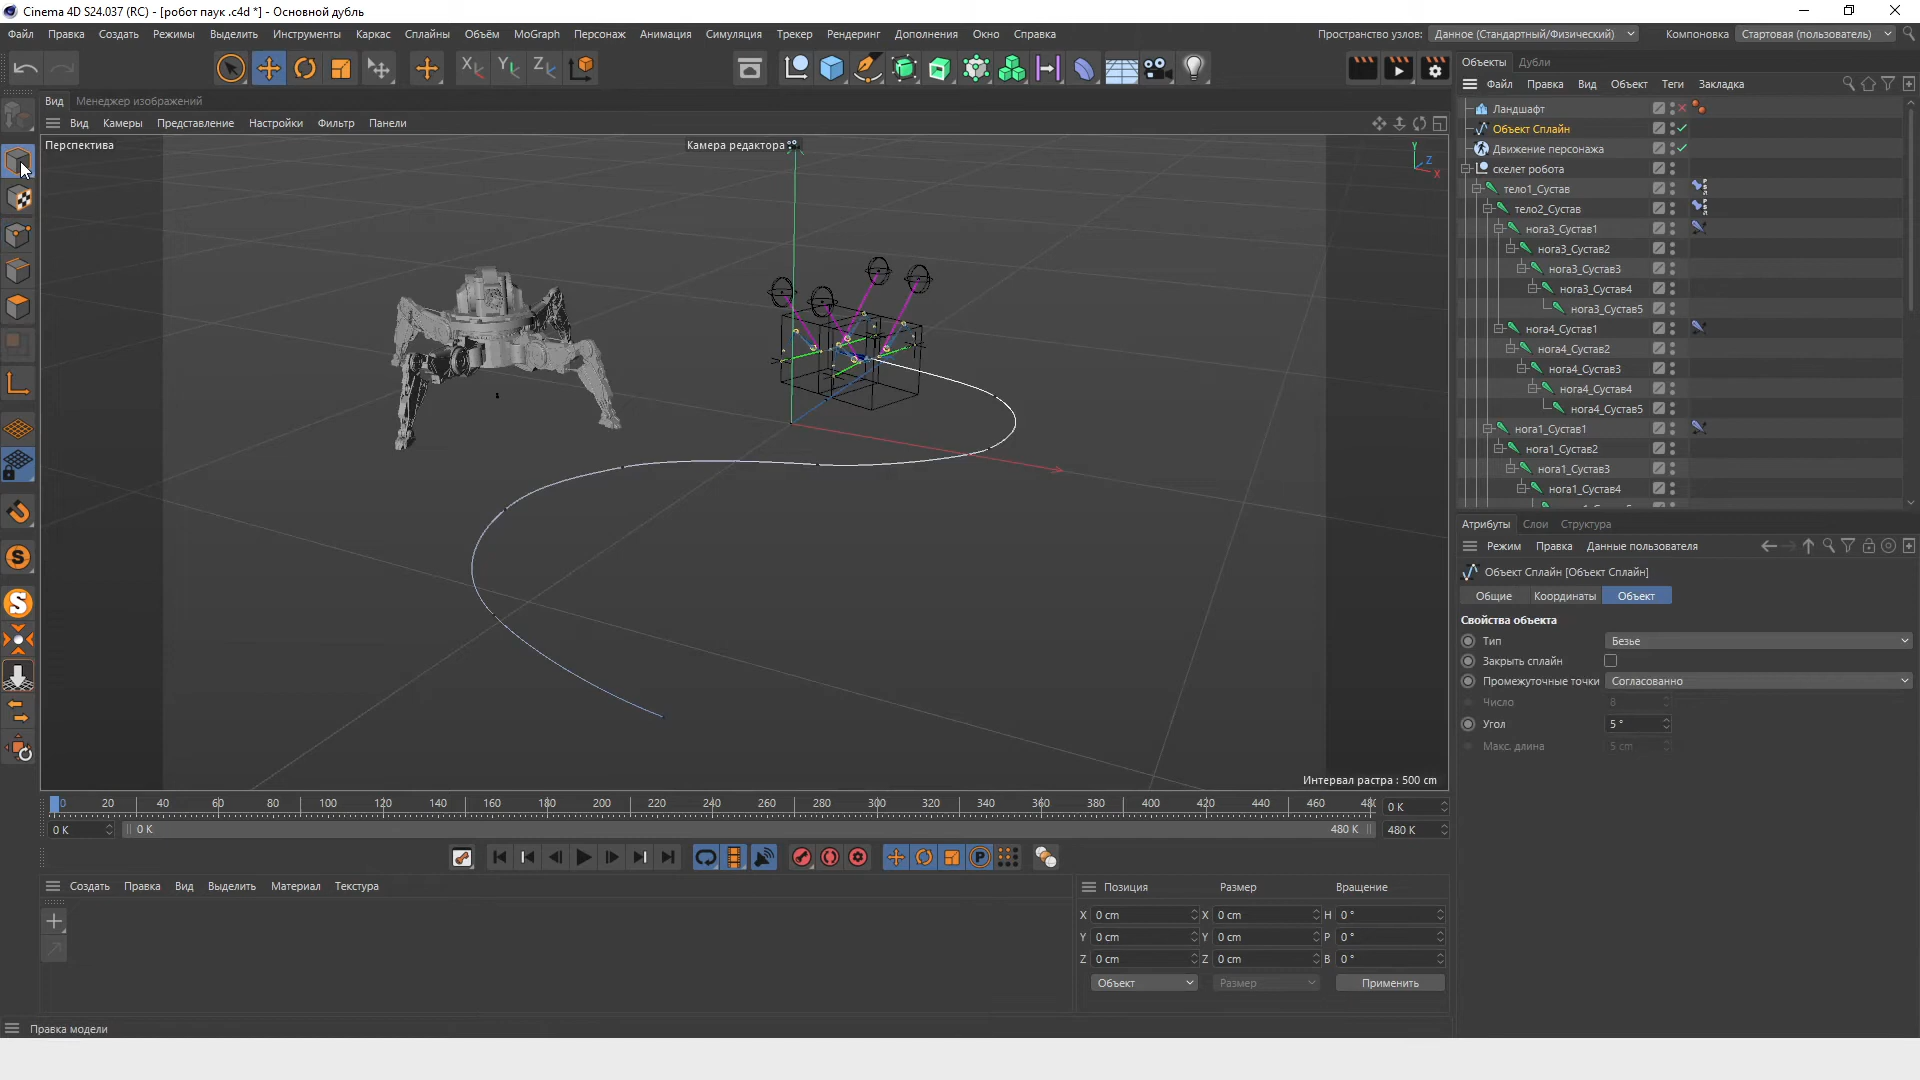 Cinema 4D S24.037 (RC) - [робот паук .c4d *] - Основной дубль
Файл Правка Создать Режимы Выделить Инструменты Каркас Сплайны Объём MoGraph Персонаж Анимация Симуляция Трекер Рендеринг Дополнения Окно Справка Пространство узлов: Данное (Стандартный/Физический) Компоновка Стартовая (пользователь)
Объекты Дубли
Файл Правка Вид Объект Теги Закладка
Вид Менеджер изображений
Вид Камеры Представление Настройки Фильтр Панели
Перспектива Камера редактора
Y Z X
Ландшафт
Объект Сплайн
Движение персонажа
скелет робота
тело1_Сустав
тело2_Сустав
нога3_Сустав1
нога3_Сустав2
нога3_Сустав3
нога3_Сустав4
нога3_Сустав5
нога4_Сустав1
нога4_Сустав2
нога4_Сустав3
нога4_Сустав4
нога4_Сустав5
нога1_Сустав1
нога1_Сустав2
нога1_Сустав3
нога1_Сустав4
Атрибуты Слои Структура
Режим Правка Данные пользователя
Объект Сплайн [Объект Сплайн]
Общие Координаты Объект
Свойства объекта
Тип Безье
Закрыть сплайн
Промежуточные точки Согласованно
Число 8
Угол 5 °
Макс. длина 5 cm
Интервал растра : 500 cm
0 20 40 60 80 100 120 140 160 180 200 220 240 260 280 300 320 340 360 380 400 420 440 460 480 0 K
0 K 0 K 480 K 480 K
Создать Правка Вид Выделить Материал Текстура
Позиция Размер Вращение
X 0 cm X 0 cm H 0 °
Y 0 cm Y 0 cm P 0 °
Z 0 cm Z 0 cm B 0 °
Объект Размер Применить
Правка модели